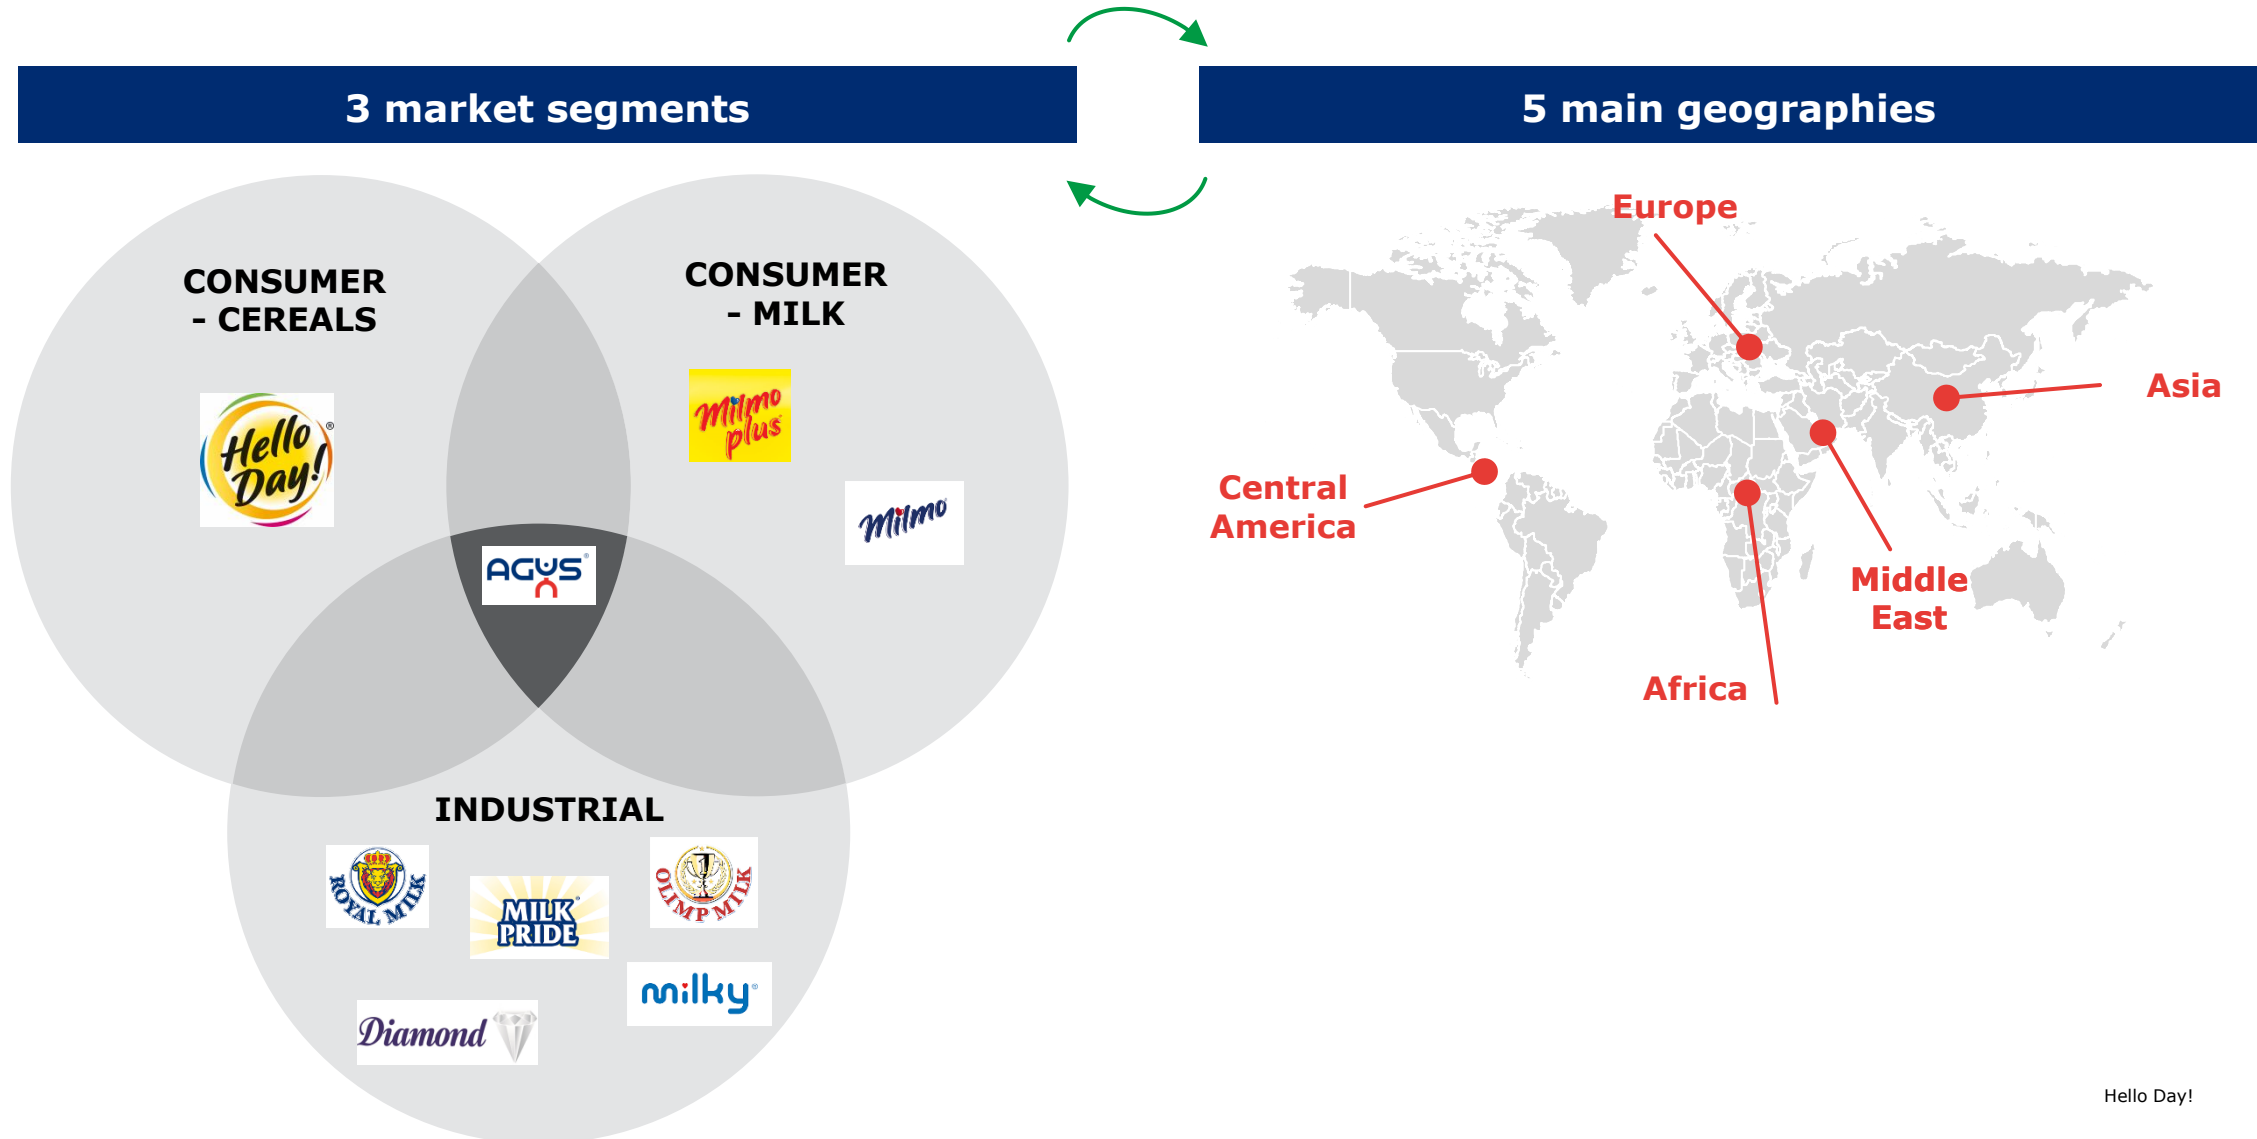 3 market segments
5 main geographies
CONSUMER
- CEREALS
CONSUMER
- MILK
Hello
Day!
®
Milmo
plus
Milmo
AGUS®
INDUSTRIAL
ROYAL MILK
MILK
PRIDE
1
OLIMP MILK
milky®
Diamond
Europe
Asia
Central
America
Middle
East
Africa
Hello Day!